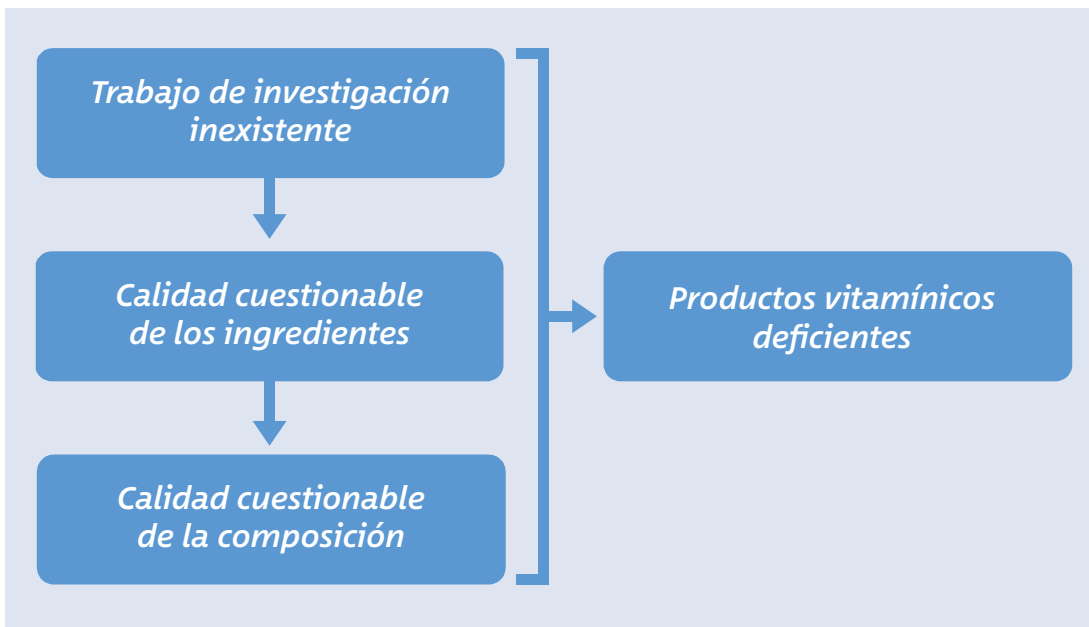 Trabajo de investigación
inexistente
Calidad cuestionable
de los ingredientes
Calidad cuestionable
de la composición
Productos vitamínicos
deficientes